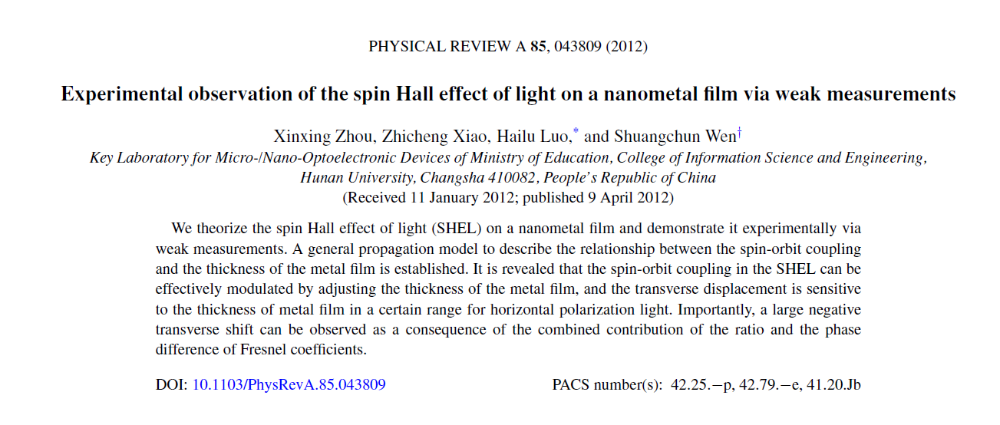 PHYSICAL REVIEW A 85, 043809 (2012)
Experimental observation of the spin Hall effect of light on a nanometal film via weak measurements
Xinxing Zhou, Zhicheng Xiao, Hailu Luo,* and Shuangchun Wen†
Key Laboratory for Micro-/Nano-Optoelectronic Devices of Ministry of Education, College of Information Science and Engineering,
Hunan University, Changsha 410082, People's Republic of China
(Received 11 January 2012; published 9 April 2012)
We theorize the spin Hall effect of light (SHEL) on a nanometal film and demonstrate it experimentally via
weak measurements. A general propagation model to describe the relationship between the spin-orbit coupling
and the thickness of the metal film is established. It is revealed that the spin-orbit coupling in the SHEL can be
effectively modulated by adjusting the thickness of the metal film, and the transverse displacement is sensitive
to the thickness of metal film in a certain range for horizontal polarization light. Importantly, a large negative
transverse shift can be observed as a consequence of the combined contribution of the ratio and the phase
difference of Fresnel coefficients.
DOI: 10.1103/PhysRevA.85.043809 PACS number(s): 42.25.−p, 42.79.−e, 41.20.Jb